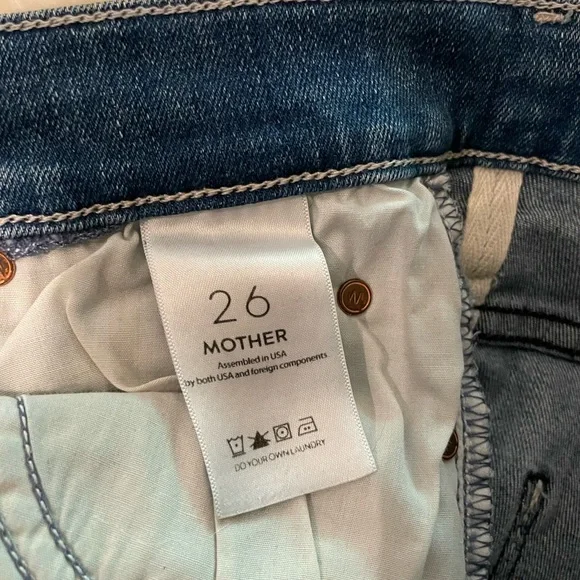 26
MOTHER
Assembled in USA
by both USA and foreign components
DO YOUR OWN LAUNDRY
M